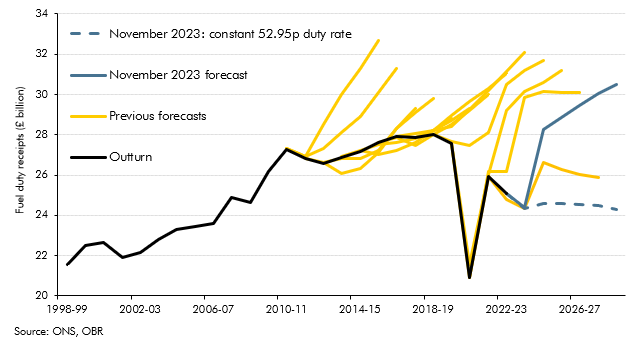 34
32
30
28
26
24
22
20
Fuel duty receipts (£ billion)
November 2023: constant 52.95p duty rate
November 2023 forecast
Previous forecasts
Outturn
1998-99 2002-03 2006-07 2010-11 2014-15 2018-19 2022-23 2026-27
Source: ONS, OBR